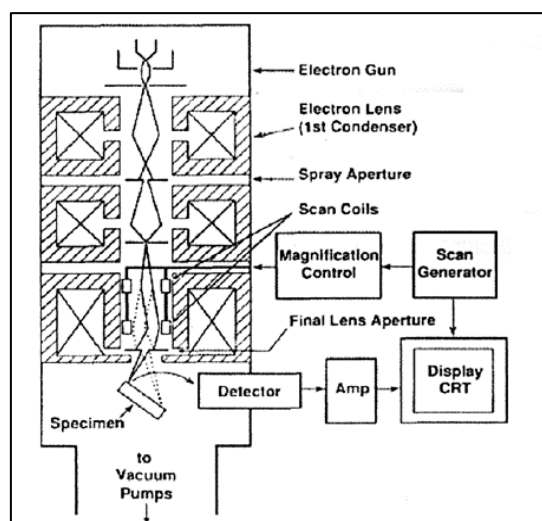 Electron Gun
Electron Lens
(1st Condenser)
Spray Aperture
Scan Coils
Magnification
Control
Scan
Generator
Final Lens Aperture
Display
CRT
Detector
Amp
Specimen
to
Vacuum
Pumps